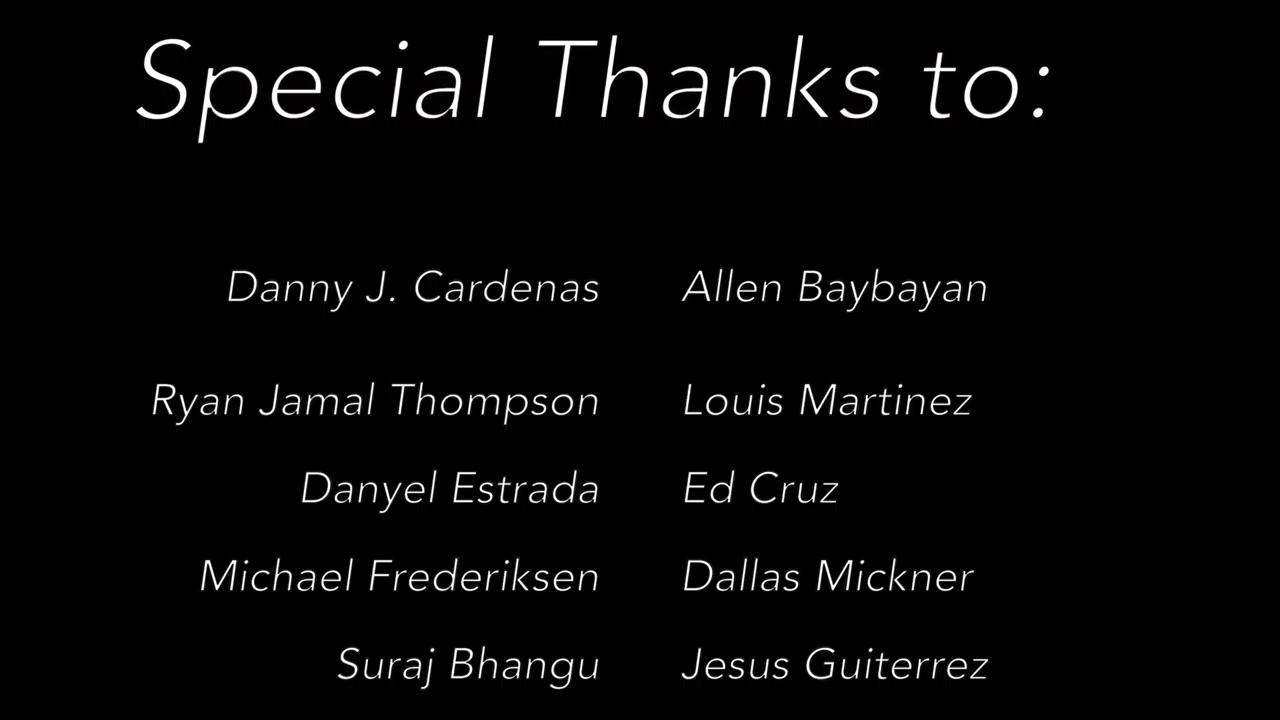 Special Thanks to:
Danny J. Cardenas Allen Baybayan
Ryan Jamal Thompson Louis Martinez
Danyel Estrada Ed Cruz
Michael Frederiksen Dallas Mickner
Suraj Bhangu Jesus Guiterrez